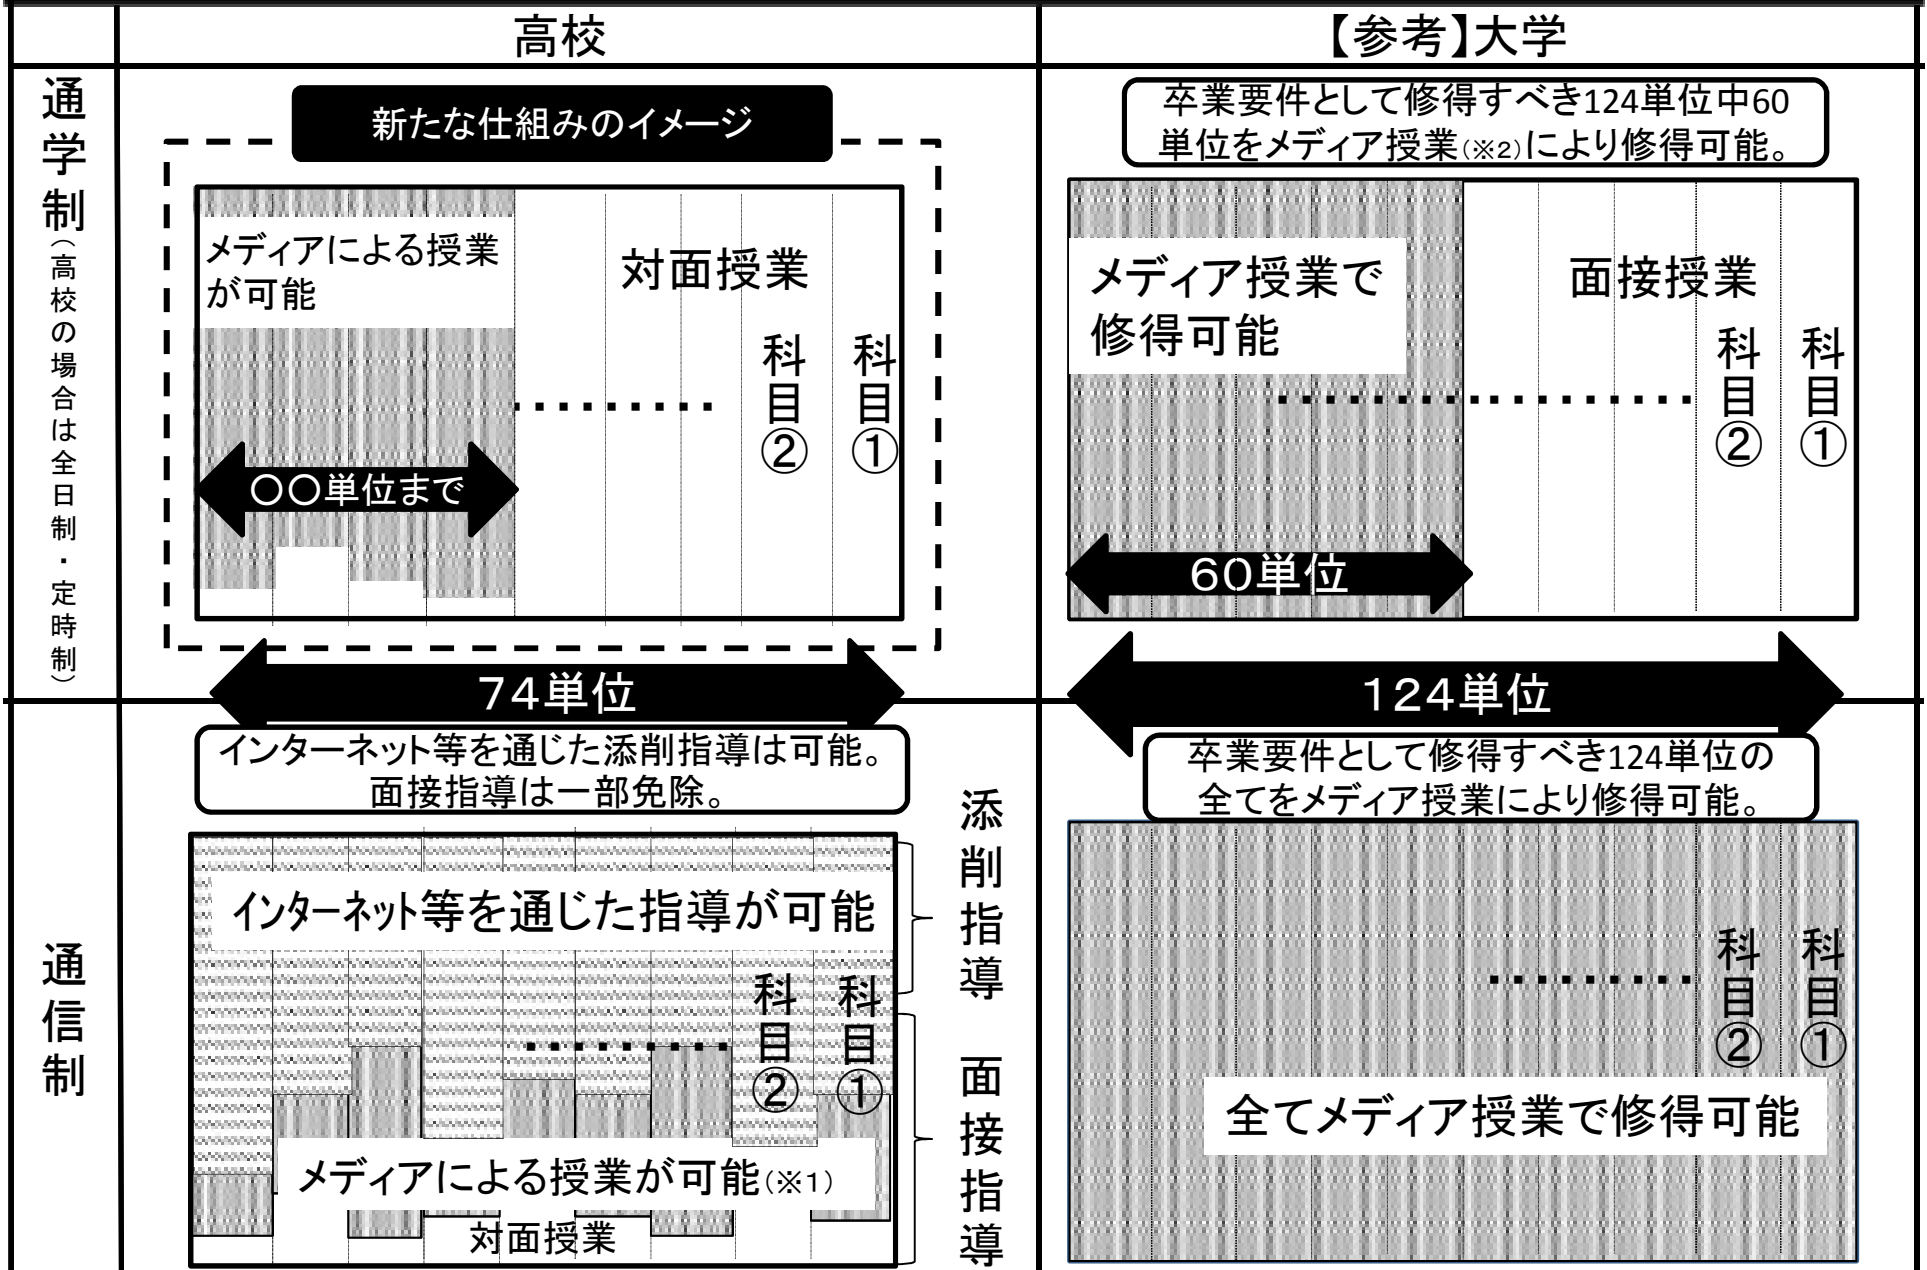 高校
【参考】大学
通学制(高校の場合は全日制・定時制)
新たな仕組みのイメージ
メディアによる授業
が可能
対面授業
科目②
科目①
・・・・・・・・・
〇〇単位まで
74単位
卒業要件として修得すべき124単位中60
単位をメディア授業(※2)により修得可能。
メディア授業で
修得可能
面接授業
科目②
科目①
・・・・・・・・・・・・・・・・・
60単位
124単位
通信制
インターネット等を通じた添削指導は可能。
面接指導は一部免除。
インターネット等を通じた指導が可能
科目②
科目①
・・・・・・・・・
メディアによる授業が可能(※1)
対面授業
添削指導
面接指導
卒業要件として修得すべき124単位の
全てをメディア授業により修得可能。
科目②
科目①
・・・・・・・・・
全てメディア授業で修得可能